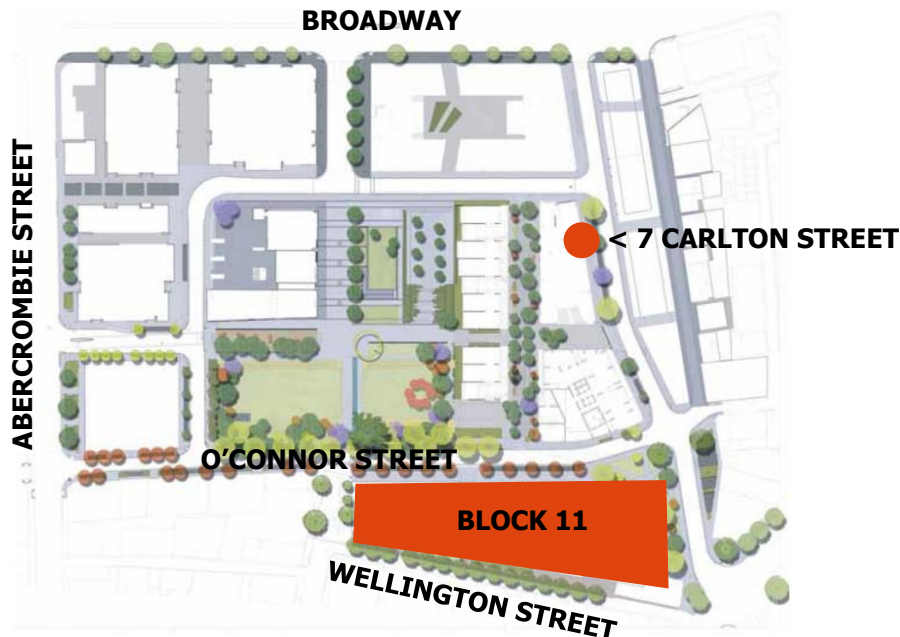 BROADWAY
ABERCROMBIE STREET
< 7 CARLTON STREET
O'CONNOR STREET
BLOCK 11
WELLINGTON STREET